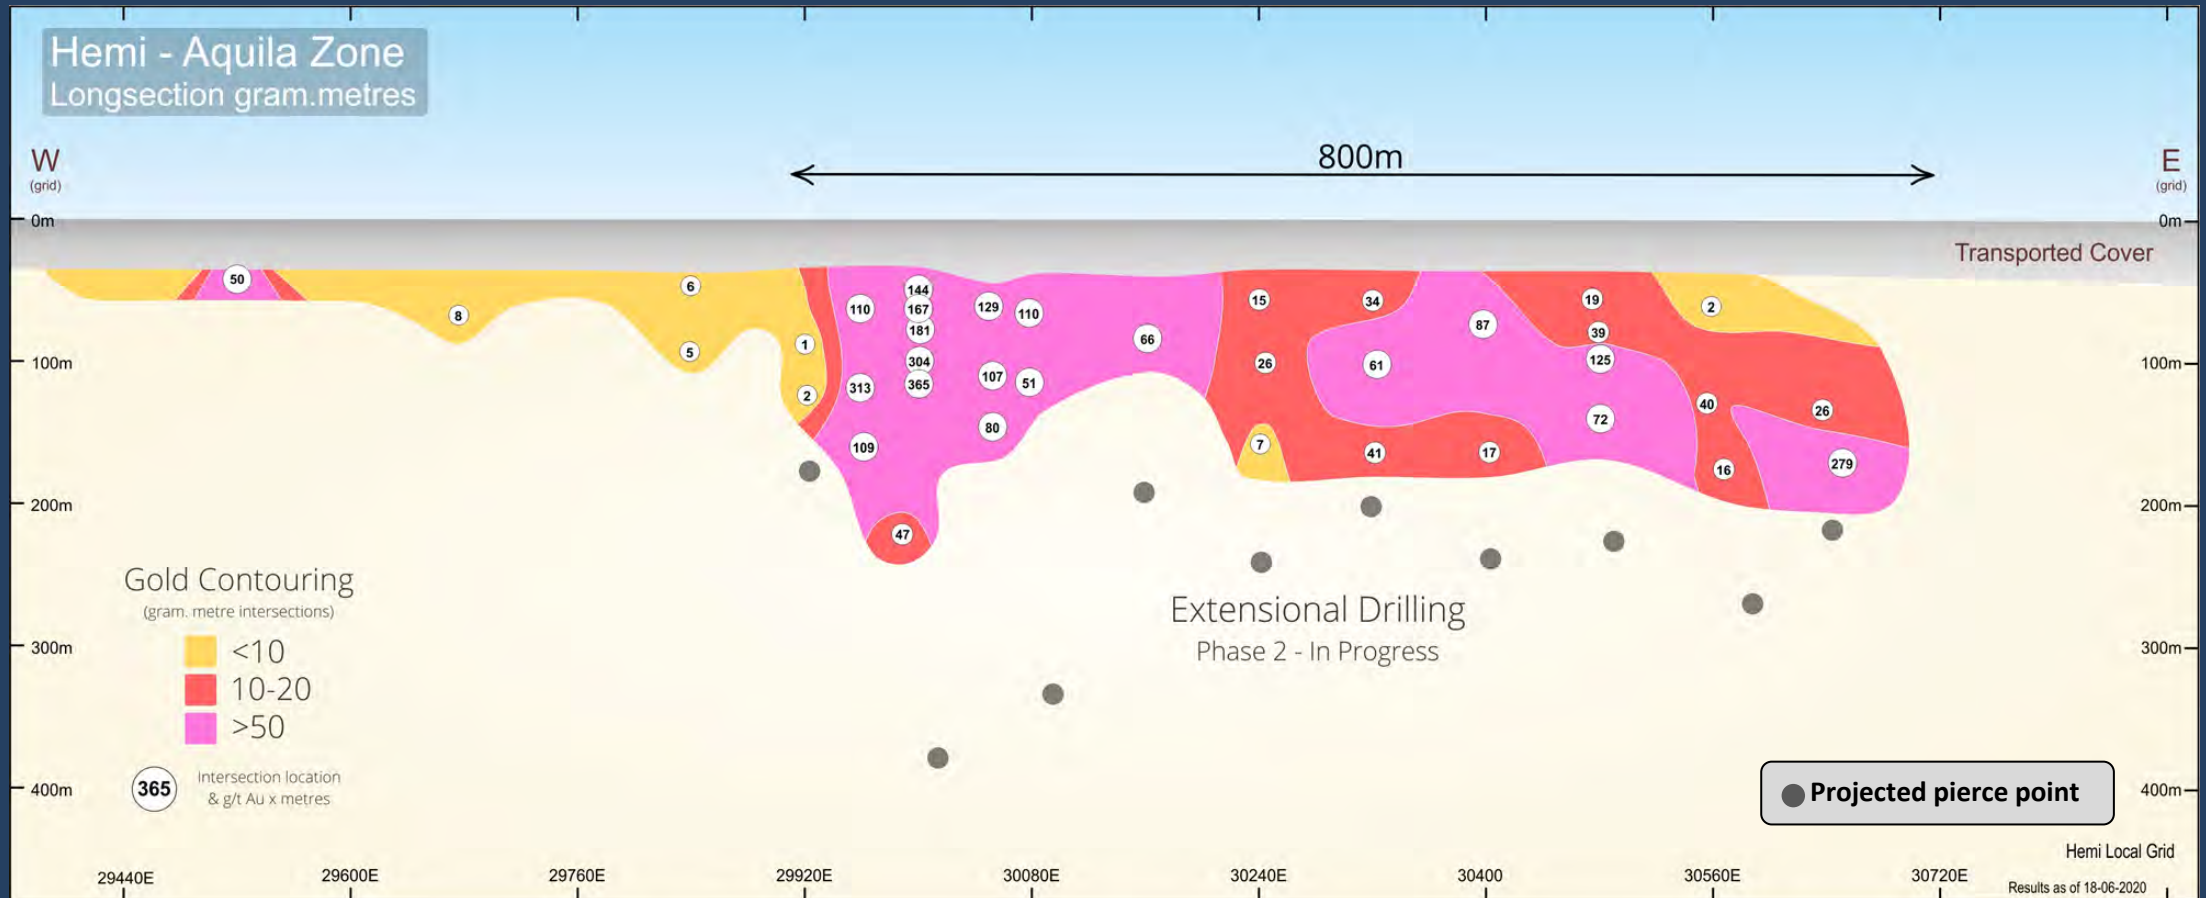 Hemi - Aquila Zone
Longsection gram.metres
800m
W
(grid)
E
(grid)
0m
0m
Transported Cover
50
6
144
110
167
129
110
15
34
19
2
8
181
87
39
1
66
5
304
107
26
61
125
313
365
51
2
40
26
80
72
109
7
41
17
16
279
47
100m
100m
200m
200m
Extensional Drilling
Phase 2 - In Progress
Gold Contouring
(gram. metre intersections)
<10
10-20
>50
300m
300m
365
Intersection location
& g/t Au x metres
400m
400m
Projected pierce point
Hemi Local Grid
29440E
29600E
29760E
29920E
30080E
30240E
30400
30560E
30720E
Results as of 18-06-2020